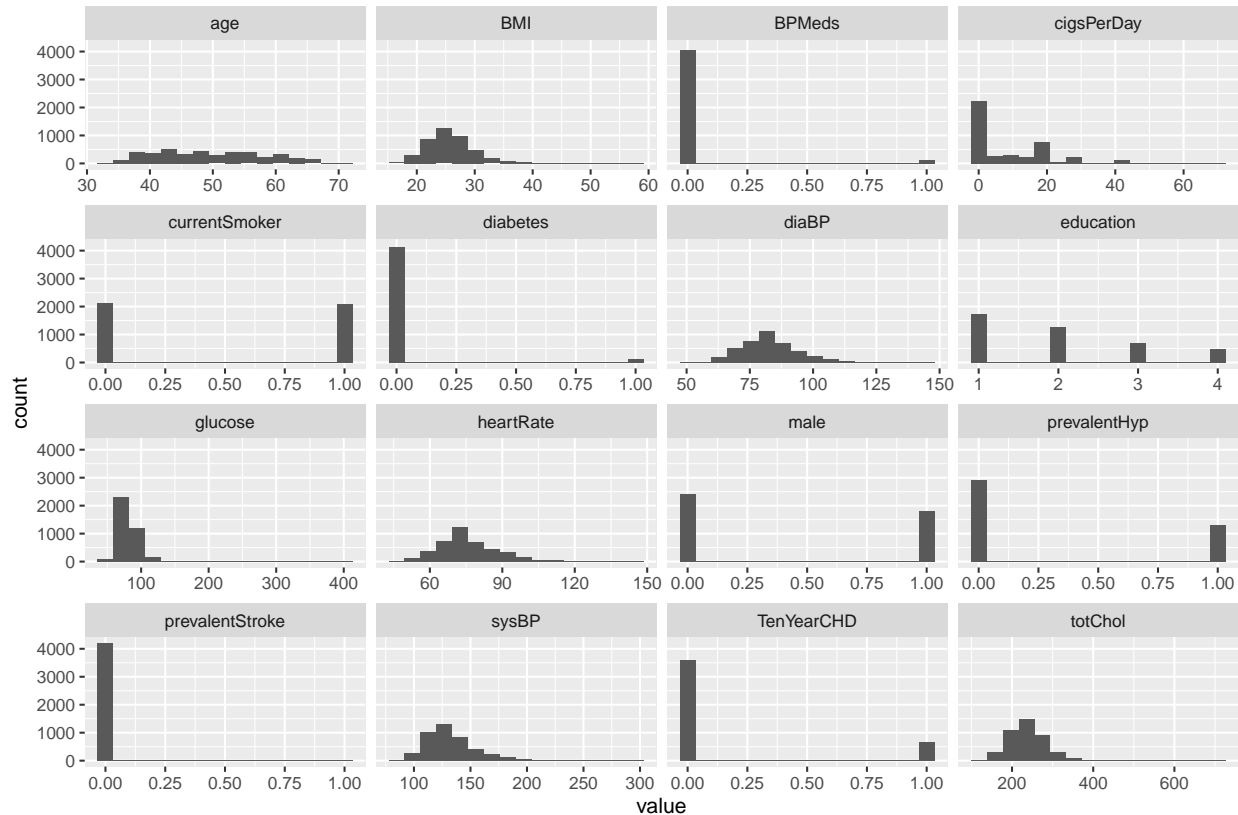 age BMI BPMeds cigsPerDay
4000
3000
2000
1000
0
30 40 50 60 70 20 30 40 50 60 0.00 0.25 0.50 0.75 1.00 0 20 40 60
currentSmoker diabetes diaBP education
4000
3000
2000
1000
0
0.00 0.25 0.50 0.75 1.00 0.00 0.25 0.50 0.75 1.00 50 75 100 125 150 1 2 3 4
count
glucose heartRate male prevalentHyp
4000
3000
2000
1000
0
100 200 300 400 60 90 120 150 0.00 0.25 0.50 0.75 1.00 0.00 0.25 0.50 0.75 1.00
prevalentStroke sysBP TenYearCHD totChol
4000
3000
2000
1000
0
0.00 0.25 0.50 0.75 1.00 100 150 200 250 300 0.00 0.25 0.50 0.75 1.00 200 400 600
value